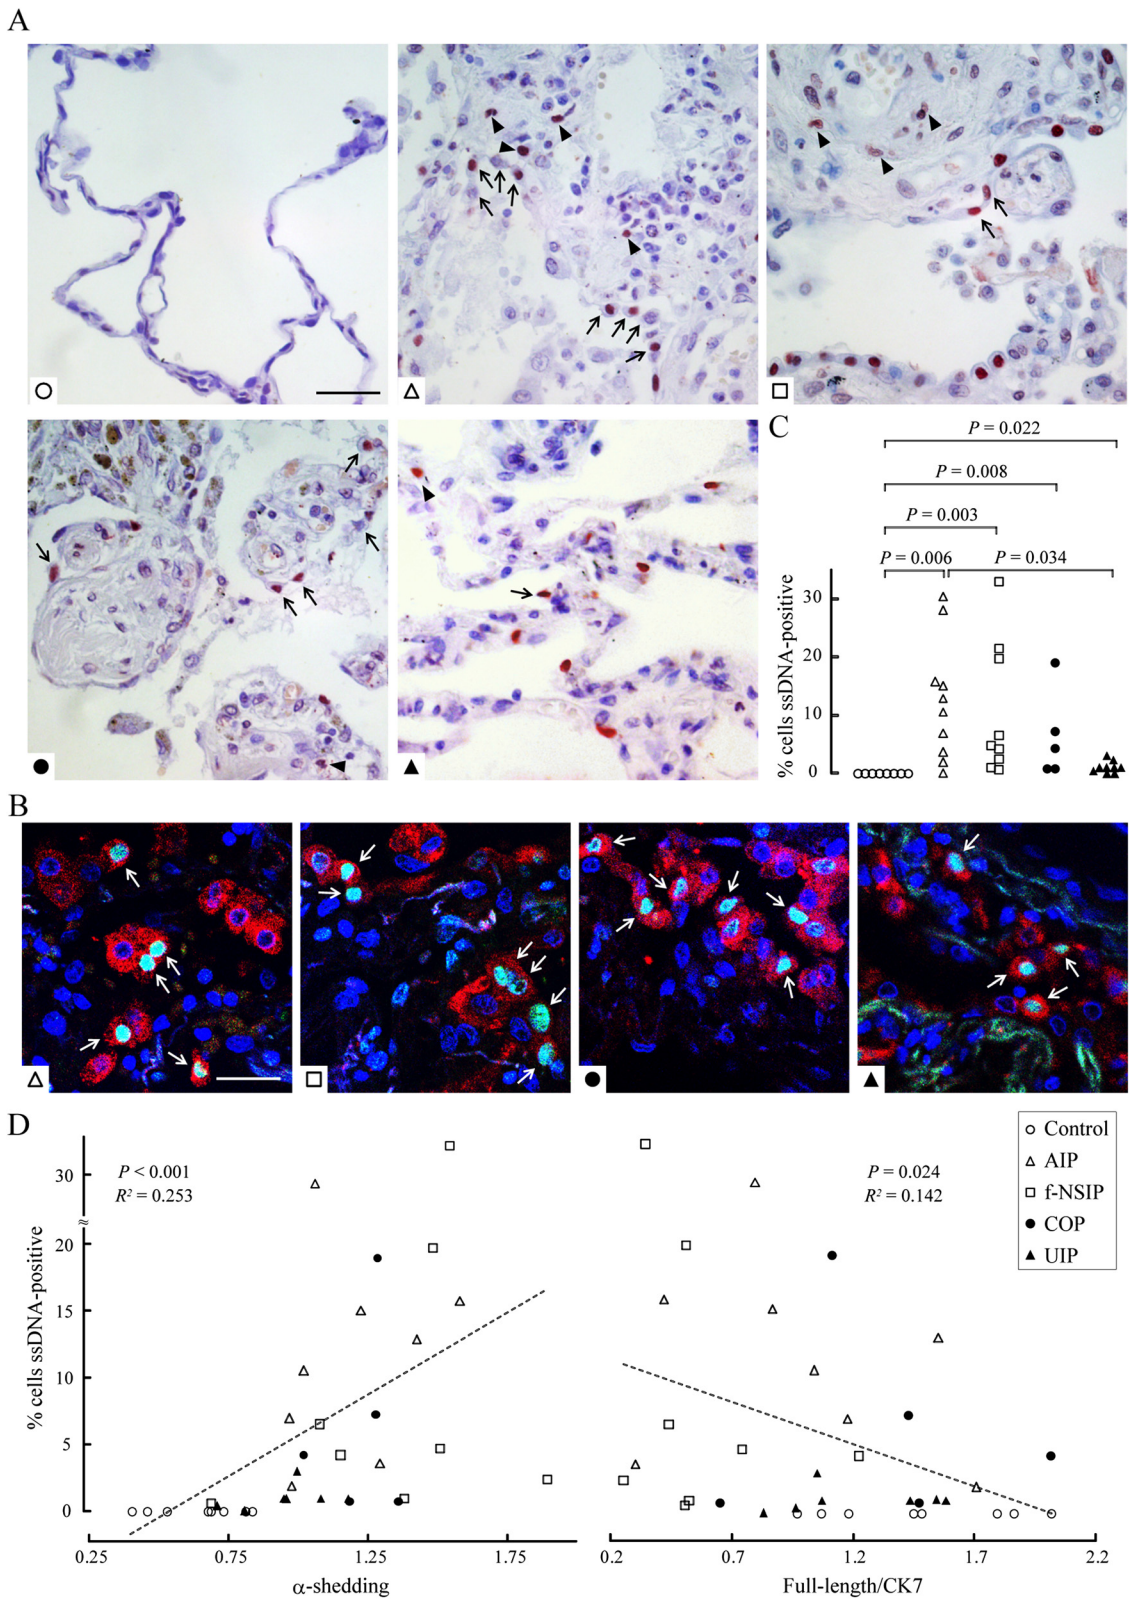 A
C
P = 0.022
P = 0.008
P = 0.003
P = 0.006
P = 0.034
% cells ssDNA-positive
30
20
10
0
B
D
P < 0.001
R² = 0.253
P = 0.024
R² = 0.142
Control
AIP
f-NSIP
COP
UIP
% cells ssDNA-positive
30
20
15
10
5
0
0.25 0.75 1.25 1.75
α-shedding
0.2 0.7 1.2 1.7 2.2
Full-length/CK7